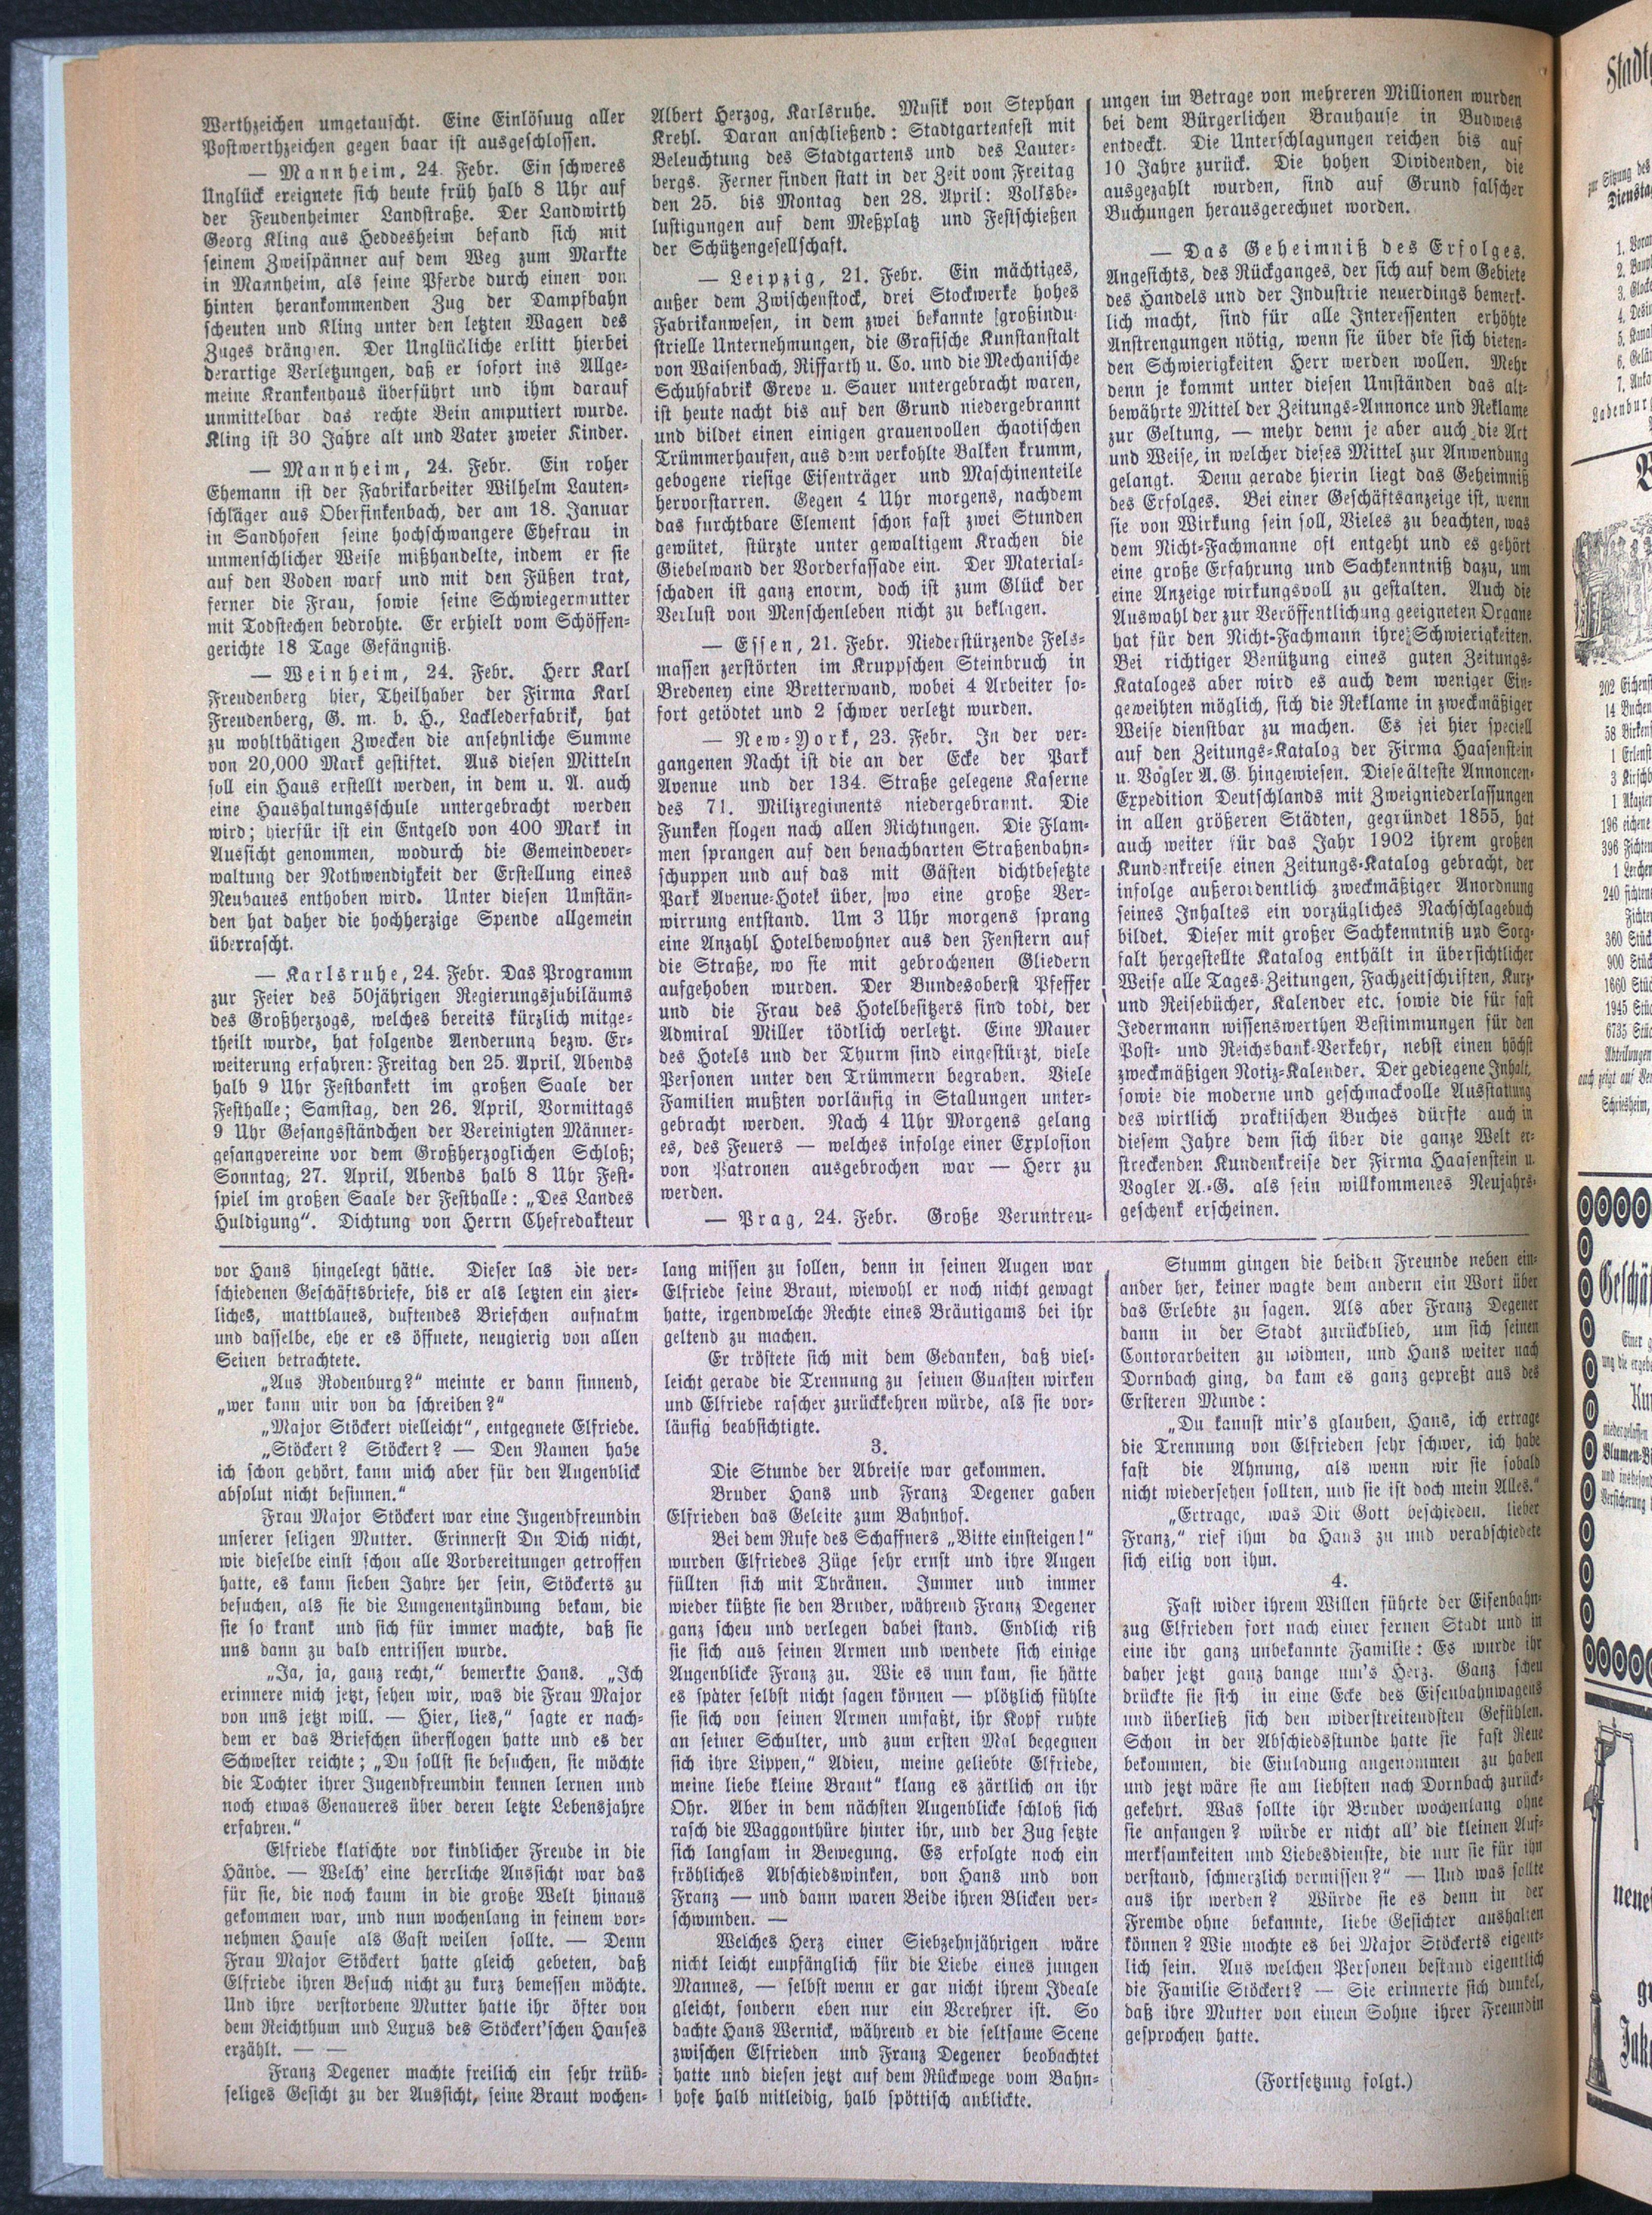 Werthzeichen umgetauscht. Eine Einlösuug aller
Postwerthzeichen gegen baar ist ausgeschlossen.
— Mannheim, 24. Febr. Ein schweres
Unglück ereignete sich heute früh halb 8 Uhr auf
der Feudenheimer Landstraße. Der Landwirth
Georg Kling aus Heddesheim befand sich mit
seinem Zweispänner auf dem Weg zum Markte
in Mannheim, als seine Pferde durch einen von
hinten herankommenden Zug der Dampfbahn
scheuten und Kling unter den letzten Wagen des
Zuges drängten. Der Unglückliche erlitt hierbei
derartige Verletzungen, daß er sofort ins Allge-
meine Krankenhaus überführt und ihm darauf
unmittelbar das rechte Bein amputiert wurde.
Kling ist 30 Jahre alt und Vater zweier Kinder.
— Mannheim, 24. Febr. Ein roher
Ehemann ist der Fabrikarbeiter Wilhelm Lauten-
schläger aus Oberfinkenbach, der am 18. Januar
in Sandhofen seine hochschwangere Ehefrau in
unmenschlicher Weise mißhandelte, indem er sie
auf den Boden warf und mit den Füßen trat,
ferner die Frau, sowie seine Schwiegermutter
mit Todstechen bedrohte. Er erhielt vom Schöffen-
gerichte 18 Tage Gefängniß.
— Weinheim, 24. Febr. Herr Karl
Freudenberg hier, Theilhaber der Firma Karl
Freudenberg, G. m. b. H., Lacklederfabrik, hat
zu wohlthätigen Zwecken die ansehnliche Summe
von 20,000 Mark gestiftet. Aus diesen Mitteln
soll ein Haus erstellt werden, in dem u. A. auch
eine Haushaltungsschule untergebracht werden
wird; hierfür ist ein Entgeld von 400 Mark in
Aussicht genommen, wodurch die Gemeindever-
waltung der Nothwendigkeit der Erstellung eines
Neubaues enthoben wird. Unter diesen Umstän-
den hat daher die hochherzige Spende allgemein
überrascht.
— Karlsruhe, 24. Febr. Das Programm
zur Feier des 50jährigen Regierungsjubiläums
des Großherzogs, welches bereits kürzlich mitge-
theilt wurde, hat folgende Aenderung bezw. Er-
weiterung erfahren: Freitag den 25. April, Abends
halb 9 Uhr Festbankett im großen Saale der
Festhalle; Samstag, den 26. April, Vormittags
9 Uhr Gesangsständchen der Vereinigten Männer-
gesangvereine vor dem Großherzoglichen Schloß;
Sonntag, 27. April, Abends halb 8 Uhr Fest-
spiel im großen Saale der Festhalle: „Des Landes
Huldigung“. Dichtung von Herrn Chefredakteur
Albert Herzog, Karlsruhe. Musik von Stephan
Krehl. Daran anschließend: Stadtgartenfest mit
Beleuchtung des Stadtgartens und des Lauter-
bergs. Ferner finden statt in der Zeit vom Freitag
den 25. bis Montag den 28. April: Volksbe-
lustigungen auf dem Meßplatz und Festschießen
der Schützengesellschaft.
— Leipzig, 21. Febr. Ein mächtiges,
außer dem Zwischenstock, drei Stockwerke hohes
Fabrikanwesen, in dem zwei bekannte großindu-
strielle Unternehmungen, die Grafische Kunstanstalt
von Waisenbach, Riffarth u. Co. und die Mechanische
Schuhfabrik Greve u. Sauer untergebracht waren,
ist heute nacht bis auf den Grund niedergebrannt
und bildet einen einigen grauenvollen chaotischen
Trümmerhaufen, aus dem verkohlte Balken krumm,
gebogene riesige Eisenträger und Maschinenteile
hervorstarren. Gegen 4 Uhr morgens, nachdem
das furchtbare Element schon fast zwei Stunden
gewütet, stürzte unter gewaltigem Krachen die
Giebelwand der Vorderfassade ein. Der Material-
schaden ist ganz enorm, doch ist zum Glück der
Verlust von Menschenleben nicht zu beklagen.
— Essen, 21. Febr. Niederstürzende Fels-
massen zerstörten im Kruppschen Steinbruch in
Bredeney eine Bretterwand, wobei 4 Arbeiter so-
fort getödtet und 2 schwer verletzt wurden.
— New-York, 23. Febr. In der ver-
gangenen Nacht ist die an der Ecke der Park
Avenue und der 134. Straße gelegene Kaserne
des 71. Milizregiments niedergebrannt. Die
Funken flogen nach allen Richtungen. Die Flam-
men sprangen auf den benachbarten Straßenbahn-
schuppen und auf das mit Gästen dichtbesetzte
Park Avenue-Hotel über, wo eine große Ver-
wirrung entstand. Um 3 Uhr morgens sprang
eine Anzahl Hotelbewohner aus den Fenstern auf
die Straße, wo sie mit gebrochenen Gliedern
aufgehoben wurden. Der Bundesoberst Pfeffer
und die Frau des Hotelbesitzers sind todt, der
Admiral Miller tödtlich verletzt. Eine Mauer
des Hotels und der Thurm sind eingestürzt, viele
Personen unter den Trümmern begraben. Viele
Familien mußten vorläufig in Stallungen unter-
gebracht werden. Nach 4 Uhr Morgens gelang
es, des Feuers — welches infolge einer Explosion
von Patronen ausgebrochen war — Herr zu
werden.
— Prag, 24. Febr. Große Veruntreu-
ungen im Betrage von mehreren Millionen wurden
bei dem Bürgerlichen Brauhause in Budweis
entdeckt. Die Unterschlagungen reichen bis auf
10 Jahre zurück. Die hohen Dividenden, die
ausgezahlt wurden, sind auf Grund falscher
Buchungen herausgerechnet worden.
— Das Geheimniß des Erfolges.
Angesichts, des Rückganges, der sich auf dem Gebiete
des Handels und der Industrie neuerdings bemerk-
lich macht, sind für alle Interessenten erhöhte
Anstrengungen nötig, wenn sie über die sich bieten-
den Schwierigkeiten Herr werden wollen. Mehr
denn je kommt unter diesen Umständen das alt-
bewährte Mittel der Zeitungs-Annonce und Reklame
zur Geltung, — mehr denn je aber auch die Art
und Weise, in welcher dieses Mittel zur Anwendung
gelangt. Denn gerade hierin liegt das Geheimniß
des Erfolges. Bei einer Geschäftsanzeige ist, wenn
sie von Wirkung sein soll, Vieles zu beachten, was
dem Nicht-Fachmanne oft entgeht und es gehört
eine große Erfahrung und Sachkenntniß dazu, um
eine Anzeige wirkungsvoll zu gestalten. Auch die
Auswahl der zur Veröffentlichung geeigneten Organe
hat für den Nicht-Fachmann ihre Schwierigkeiten.
Bei richtiger Benützung eines guten Zeitungs-
Kataloges aber wird es auch dem weniger Ein-
geweihten möglich, sich die Reklame in zweckmäßiger
Weise dienstbar zu machen. Es sei hier speciell
auf den Zeitungs-Katalog der Firma Haasenstein
u. Vogler A. G. hingewiesen. Diese älteste Annoncen-
Expedition Deutschlands mit Zweigniederlassungen
in allen größeren Städten, gegründet 1855, hat
auch weiter für das Jahr 1902 ihrem großen
Kundenkreise einen Zeitungs-Katalog gebracht, der
infolge außerordentlich zweckmäßiger Anordnung
seines Inhaltes ein vorzügliches Nachschlagebuch
bildet. Dieser mit großer Sachkenntniß und Sorg-
falt hergestellte Katalog enthält in übersichtlicher
Weise alle Tages-Zeitungen, Fachzeitschriften, Kurz-
und Reisebücher, Kalender etc. sowie die für fast
Jedermann wissenswerthen Bestimmungen für den
Post- und Reichsbank-Verkehr, nebst einen höchst
zweckmäßigen Notiz-Kalender. Der gediegene Inhalt,
sowie die moderne und geschmackvolle Ausstattung
des wirtlich praktischen Buches dürfte auch in
diesem Jahre dem sich über die ganze Welt er-
streckenden Kundenkreise der Firma Haasenstein u.
Vogler A.-G. als sein willkommenes Neujahrs-
geschenk erscheinen.
vor Hans hingelegt hätte. Dieser las die ver-
schiedenen Geschäftsbriefe, bis er als letzten ein zier-
liches, mattblaues, duftendes Briefchen aufnahm
und dasselbe, ehe er es öffnete, neugierig von allen
Seiten betrachtete.
„Aus Rodenburg?“ meinte er dann sinnend,
„wer kann mir von da schreiben?“
„Major Stöckert vielleicht“, entgegnete Elfriede.
„Stöckert? Stöckert? — Den Namen habe
ich schon gehört, kann mich aber für den Augenblick
absolut nicht besinnen.“
Frau Major Stöckert war eine Jugendfreundin
unserer seligen Mutter. Erinnerst Du Dich nicht,
wie dieselbe einst schon alle Vorbereitungen getroffen
hatte, es kann sieben Jahre her sein, Stöckerts zu
besuchen, als sie die Lungenentzündung bekam, die
sie so krank und sich für immer machte, daß sie
uns dann zu bald entrissen wurde.
„Ja, ja, ganz recht,“ bemerkte Hans. „Ich
erinnere mich jetzt, sehen wir, was die Frau Major
von uns jetzt will. — Hier, lies,“ sagte er nach-
dem er das Briefchen überflogen hatte und es der
Schwester reichte; „Du sollst sie besuchen, sie möchte
die Tochter ihrer Jugendfreundin kennen lernen und
noch etwas Genaueres über deren letzte Lebensjahre
erfahren.“
Elfriede klatschte vor kindlicher Freude in die
Hände. — Welch' eine herrliche Aussicht war das
für sie, die noch kaum in die große Welt hinaus
gekommen war, und nun wochenlang in feinem vor-
nehmen Hause als Gast weilen sollte. — Denn
Frau Major Stöckert hatte gleich gebeten, daß
Elfriede ihren Besuch nicht zu kurz bemessen möchte.
Und ihre verstorbene Mutter hatte ihr öfter von
dem Reichthum und Luxus des Stöckert'schen Hauses
erzählt. — —
Franz Degener machte freilich ein sehr trüb-
seliges Gesicht zu der Aussicht, seine Braut wochen-
lang missen zu sollen, denn in seinen Augen war
Elfriede seine Braut, wiewohl er noch nicht gewagt
hatte, irgendwelche Rechte eines Bräutigams bei ihr
geltend zu machen.
Er tröstete sich mit dem Gedanken, daß viel-
leicht gerade die Trennung zu seinen Gunsten wirken
und Elfriede rascher zurückkehren würde, als sie vor-
läufig beabsichtigte.
3.
Die Stunde der Abreise war gekommen.
Bruder Hans und Franz Degener gaben
Elfrieden das Geleite zum Bahnhof.
Bei dem Rufe des Schaffners „Bitte einsteigen!“
wurden Elfriedes Züge sehr ernst und ihre Augen
füllten sich mit Thränen. Immer und immer
wieder küßte sie den Bruder, während Franz Degener
ganz scheu und verlegen dabei stand. Endlich riß
sie sich aus seinen Armen und wendete sich einige
Augenblicke Franz zu. Wie es nun kam, sie hätte
es später selbst nicht sagen können — plötzlich fühlte
sie sich von seinen Armen umfaßt, ihr Kopf ruhte
an seiner Schulter, und zum ersten Mal begegnen
sich ihre Lippen,“ Adieu, meine geliebte Elfriede,
meine liebe kleine Braut“ klang es zärtlich an ihr
Ohr. Aber in dem nächsten Augenblicke schloß sich
rasch die Waggonthüre hinter ihr, und der Zug setzte
sich langsam in Bewegung. Es erfolgte noch ein
fröhliches Abschiedswinken, von Hans und von
Franz — und dann waren Beide ihren Blicken ver-
schwunden. —
Welches Herz einer Siebzehnjährigen wäre
nicht leicht empfänglich für die Liebe eines jungen
Mannes, — selbst wenn er gar nicht ihrem Ideale
gleicht, sondern eben nur ein Verehrer ist. So
dachte Hans Wernick, während er die seltsame Scene
zwischen Elfrieden und Franz Degener beobachtet
hatte und diesen jetzt auf dem Rückwege vom Bahn-
hofe halb mitleidig, halb spöttisch anblickte.
Stumm gingen die beiden Freunde neben ein-
ander her, keiner wagte dem andern ein Wort über
das Erlebte zu sagen. Als aber Franz Degener
dann in der Stadt zurückblieb, um sich seinen
Contorarbeiten zu widmen, und Hans weiter nach
Dornbach ging, da kam es ganz gepreßt aus des
Ersteren Munde:
„Du kannst mir's glauben, Hans, ich ertrage
die Trennung von Elfrieden sehr schwer, ich habe
fast die Ahnung, als wenn wir sie sobald
nicht wiedersehen sollten, und sie ist doch mein Alles.“
„Ertrage, was Dir Gott beschieden. lieber
Franz,“ rief ihm da Hans zu und verabschiedete
sich eilig von ihm.
4.
Fast wider ihrem Willen führte der Eisenbahn-
zug Elfrieden fort nach einer fernen Stadt und in
eine ihr ganz unbekannte Familie: Es wurde ihr
daher jetzt ganz bange um's Herz. Ganz scheu
drückte sie sich in eine Ecke des Eisenbahnwagens
und überließ sich den widerstreitendsten Gefühlen.
Schon in der Abschiedsstunde hatte sie fast Reue
bekommen, die Einladung angenommen zu haben
und jetzt wäre sie am liebsten nach Dornbach zurück-
gekehrt. Was sollte ihr Bruder wochenlang ohne
sie anfangen? würde er nicht all' die kleinen Auf-
merksamkeiten und Liebesdienste, die nur sie für ihn
verstand, schmerzlich vermissen?“ — Und was sollte
aus ihr werden? Würde sie es denn in der
Fremde ohne bekannte, liebe Gesichter aushalten
können? Wie mochte es bei Major Stöckerts eigent-
lich sein. Aus welchen Personen bestand eigentlich
die Familie Stöckert? — Sie erinnerte sich dunkel,
daß ihre Mutter von einem Sohne ihrer Freundin
gesprochen hatte.
(Fortsetzung folgt.)